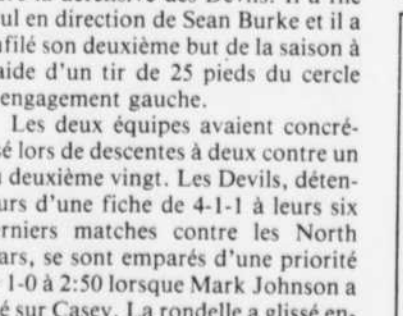 seul en direction de Sean Burke et il a
enfilé son deuxième but de la saison à
aide d'un tir de 25 pieds du cercle
engagement gauche.
Les deux équipes avaient concré-
sé lors de descentes à deux contre un
deuxième vingt. Les Devils, déten-
urs d'une fiche de 4-1-1 à leurs six
erniers matches contre les North
ars, se sont emparés d'une priorité
1-0 à 2:50 lorsque Mark Johnson a
é sur Casey. La rondelle a glissé en-